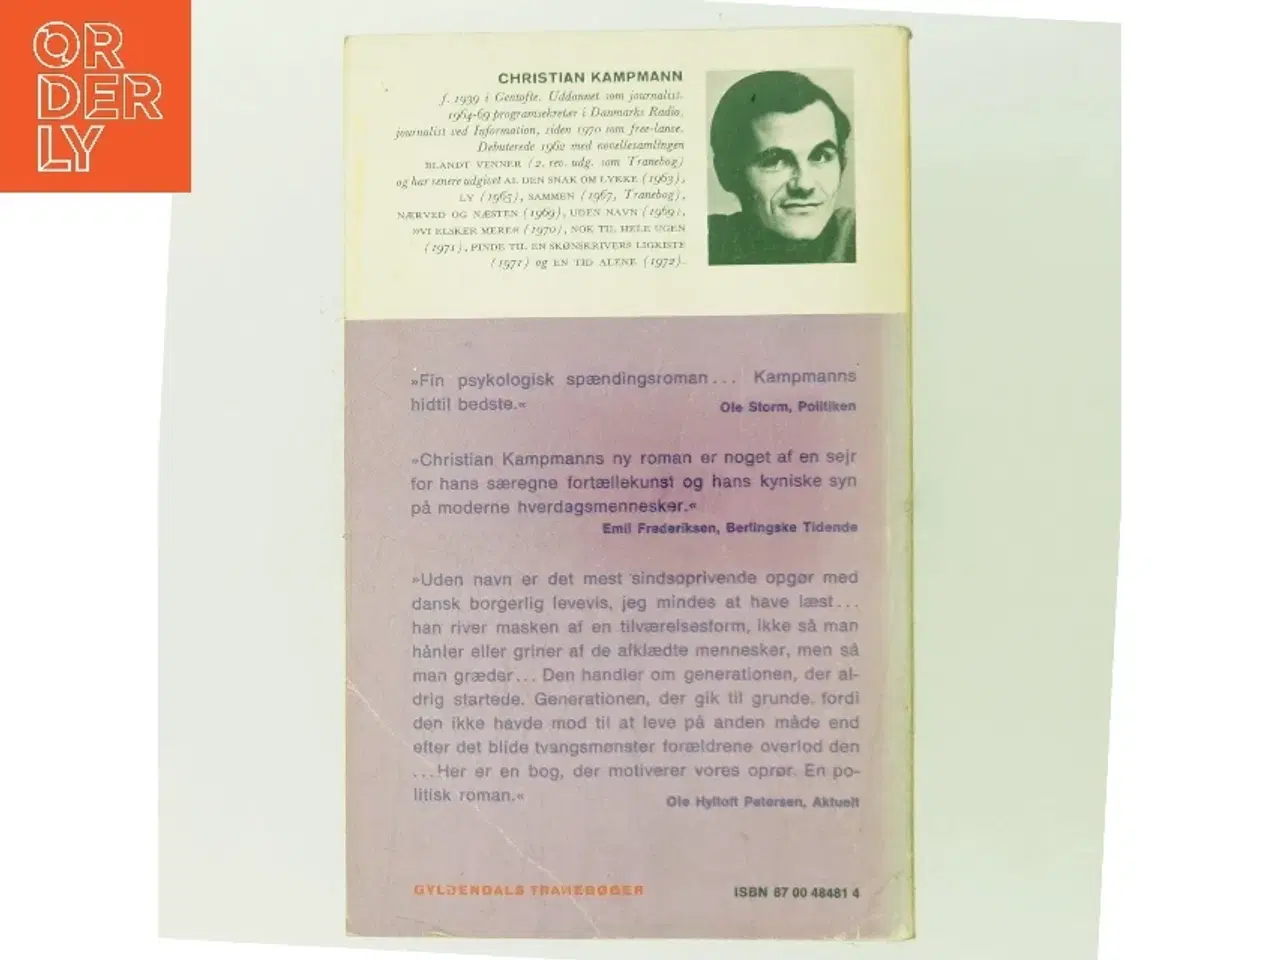 ORDERLY
CHRISTIAN KAMPMANN
f. 1939 i Gentofte. Uddannet som journalist.
1964-69 programsekretær i Danmarks Radio,
journalist ved Information, siden 1970 som free-lance.
Debuterede 1962 med novellesamlingen
BLANDT VENNER (2. rev. udg. som Tranebog)
og har senere udgivet AL DEN SNAK OM LYKKE (1963),
LY (1965), SAMMEN (1967, Tranebog),
NÆRVED OG NÆSTEN (1969), UDEN NAVN (1969),
»VI ELSKER MERE« (1970), NOK TIL HELE UGEN
(1971), PINDE TIL EN SKØNSKRIVERS LIGKISTE
(1971) og EN TID ALENE (1972).
»Fin psykologisk spændingsroman... Kampmanns
hidtil bedste.«
Ole Storm, Politiken
»Christian Kampmanns ny roman er noget af en sejr
for hans særegne fortællekunst og hans kyniske syn
på moderne hverdagsmennesker.«
Emil Frederiksen, Berlingske Tidende
»Uden navn er det mest sindsoprivende opgør med
dansk borgerlig levevis, jeg mindes at have læst...
han river masken af en tilværelsesform, ikke så man
hånler eller griner af de afklædte mennesker, men så
man græder... Den handler om generationen, der al-
drig startede. Generationen, der gik til grunde, fordi
den ikke havde mod til at leve på anden måde end
efter det blide tvangsmønster forældrene overlod den
...Her er en bog, der motiverer vores oprør. En po-
litisk roman.«
Ole Hyltoft Petersen, Aktuelt
GYLDENDALS TRANEBØGER
ISBN 87 00 48481 4